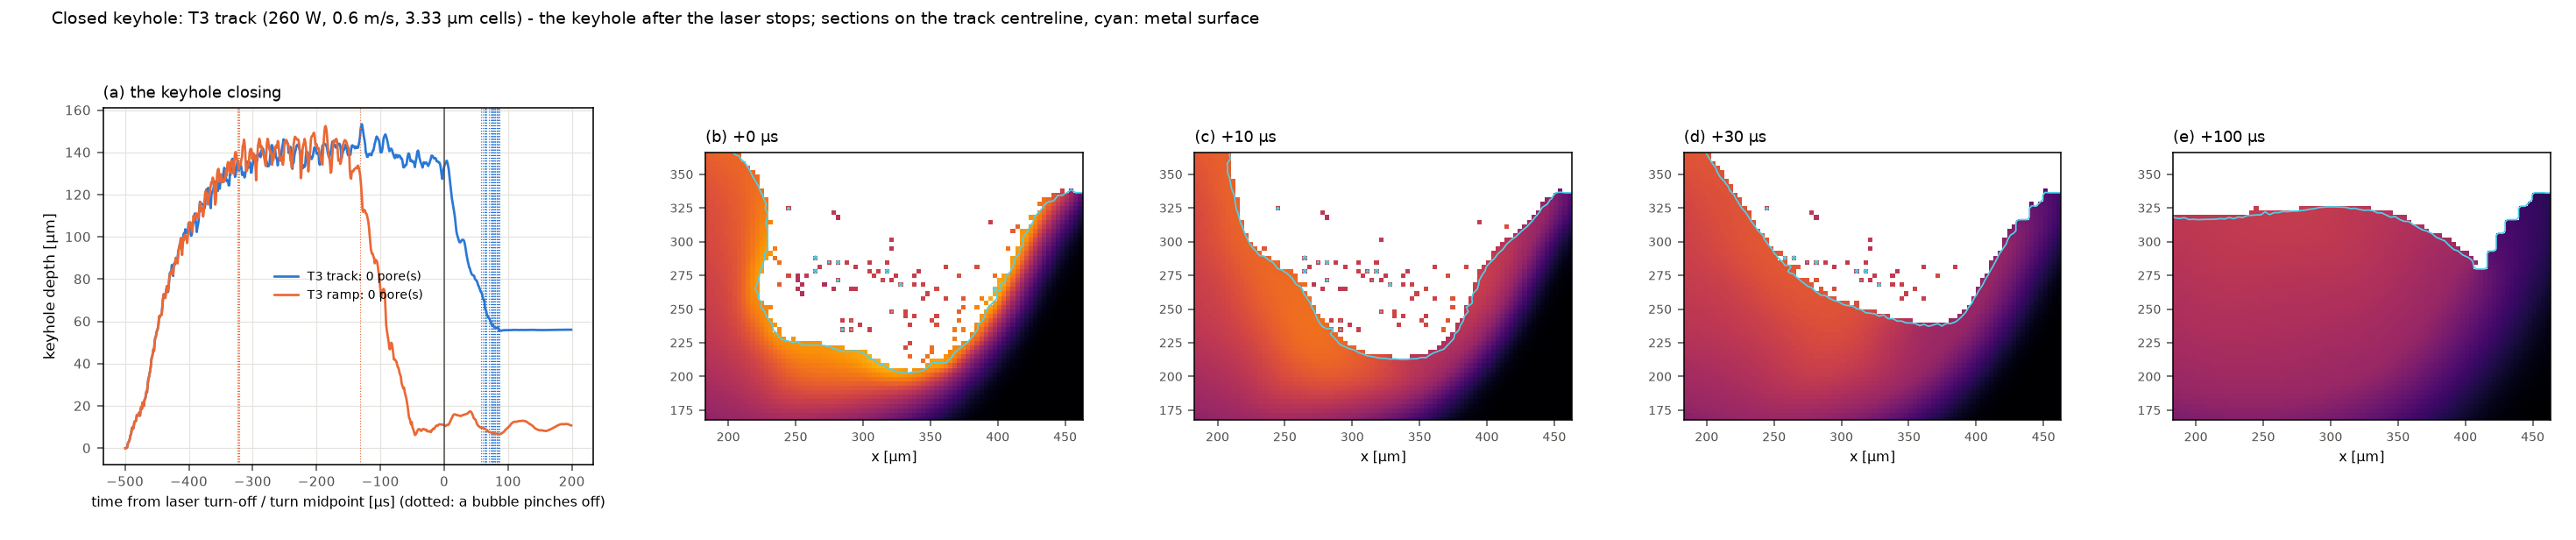 Closed keyhole: T3 track (260 W, 0.6 m/s, 3.33 µm cells) - the keyhole after the laser stops; sections on the track centreline, cyan: metal surface
(a) the keyhole closing
keyhole depth [µm]
160
140
120
100
80
60
40
20
0
T3 track: 0 pore(s)
T3 ramp: 0 pore(s)
−500 −400 −300 −200 −100 0 100 200
time from laser turn-off / turn midpoint [µs] (dotted: a bubble pinches off)
(b) +0 µs
350
325
300
275
250
225
200
175
200 250 300 350 400 450
x [µm]
(c) +10 µs
350
325
300
275
250
225
200
175
200 250 300 350 400 450
x [µm]
(d) +30 µs
350
325
300
275
250
225
200
175
200 250 300 350 400 450
x [µm]
(e) +100 µs
350
325
300
275
250
225
200
175
200 250 300 350 400 450
x [µm]